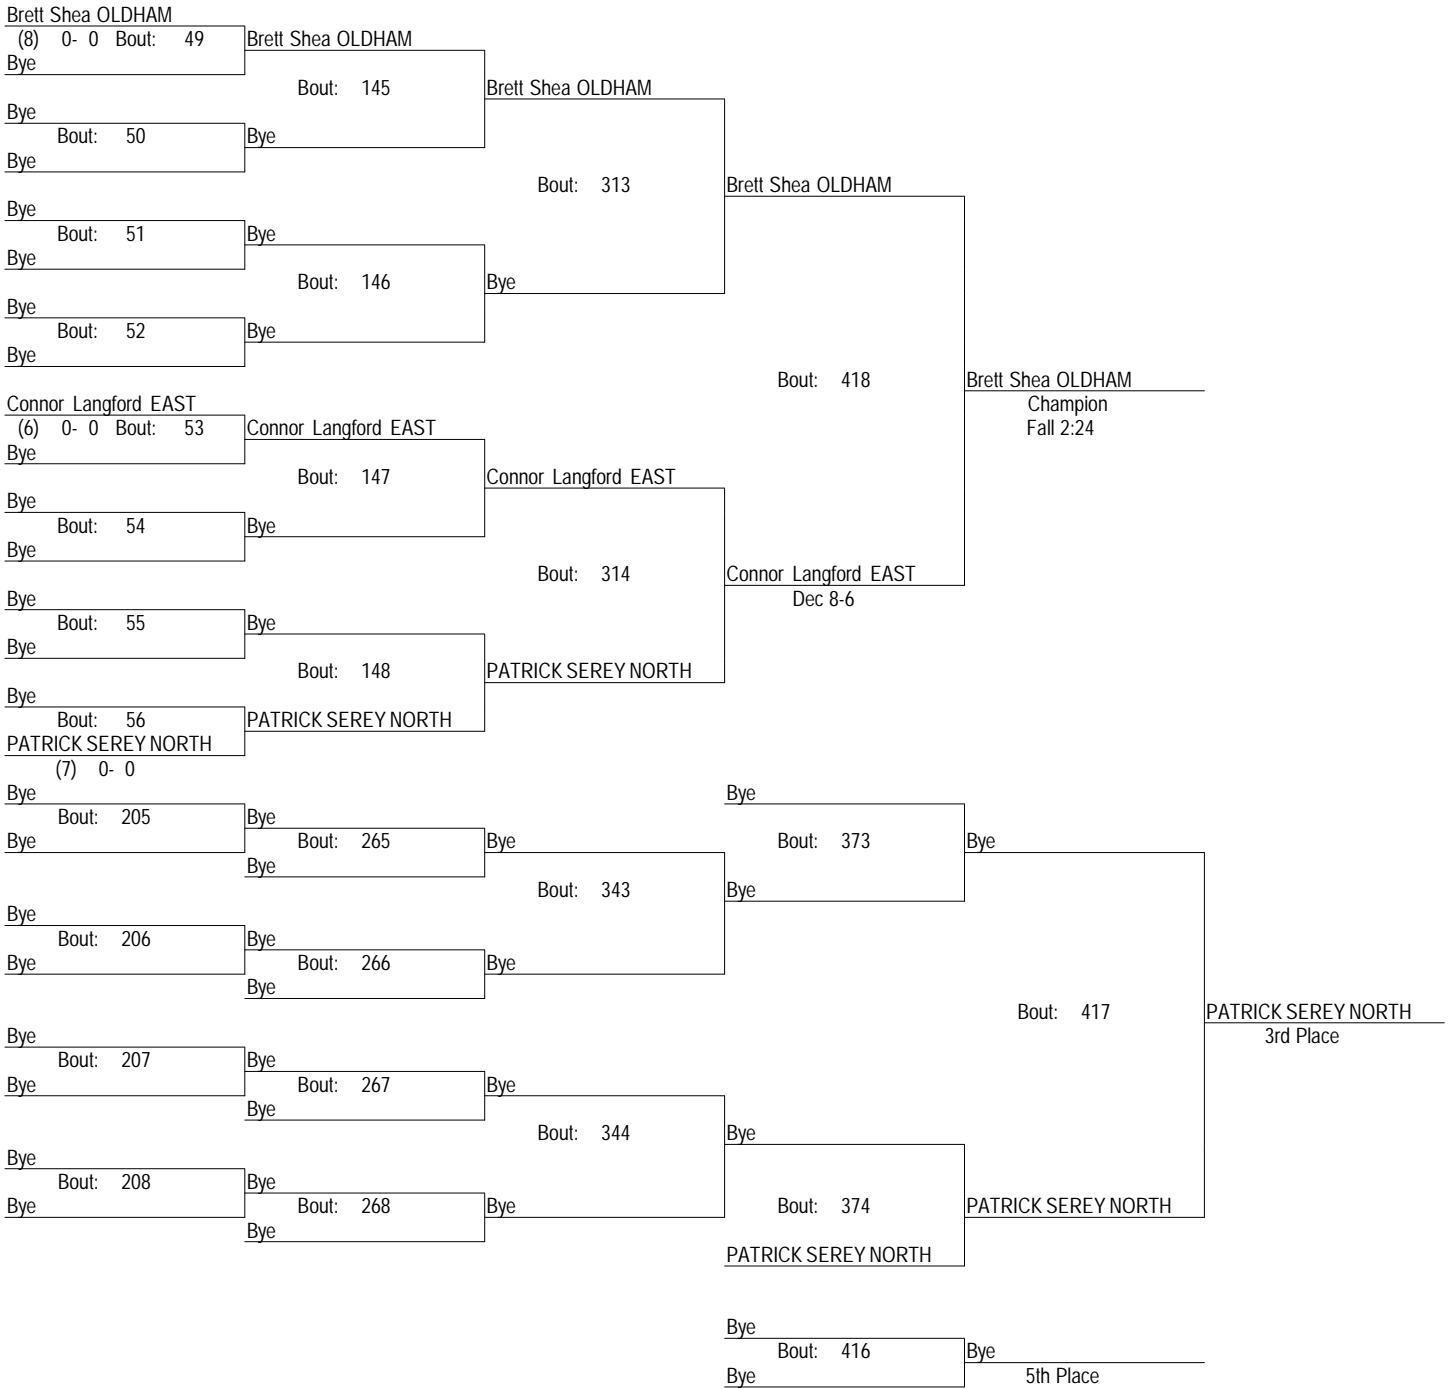 Brett Shea OLDHAM
(8) 0- 0 Bout: 49 Brett Shea OLDHAM
Bye
Bout: 145 Brett Shea OLDHAM
Bye
Bout: 50 Bye
Bye
Bout: 313 Brett Shea OLDHAM
Bye
Bout: 51 Bye
Bye
Bout: 146 Bye
Bye
Bout: 52 Bye
Bye
Bout: 418 Brett Shea OLDHAM
Connor Langford EAST Champion
(6) 0- 0 Bout: 53 Connor Langford EAST Fall 2:24
Bye
Bout: 147 Connor Langford EAST
Bye
Bout: 54 Bye
Bye
Bout: 314 Connor Langford EAST
Bye Dec 8-6
Bout: 55 Bye
Bye
Bout: 148 PATRICK SEREY NORTH
Bye
Bout: 56 PATRICK SEREY NORTH
PATRICK SEREY NORTH
(7) 0- 0
Bye Bye
Bout: 205 Bye
Bye Bout: 265 Bye Bout: 373 Bye
Bye
Bout: 343 Bye
Bye
Bout: 206 Bye
Bye Bout: 266 Bye
Bye
Bout: 417 PATRICK SEREY NORTH
Bye 3rd Place
Bout: 207 Bye
Bye Bout: 267 Bye
Bye
Bout: 344 Bye
Bye
Bout: 208 Bye
Bye Bout: 268 Bye Bout: 374 PATRICK SEREY NORTH
Bye
PATRICK SEREY NORTH
Bye
Bout: 416 Bye
Bye 5th Place